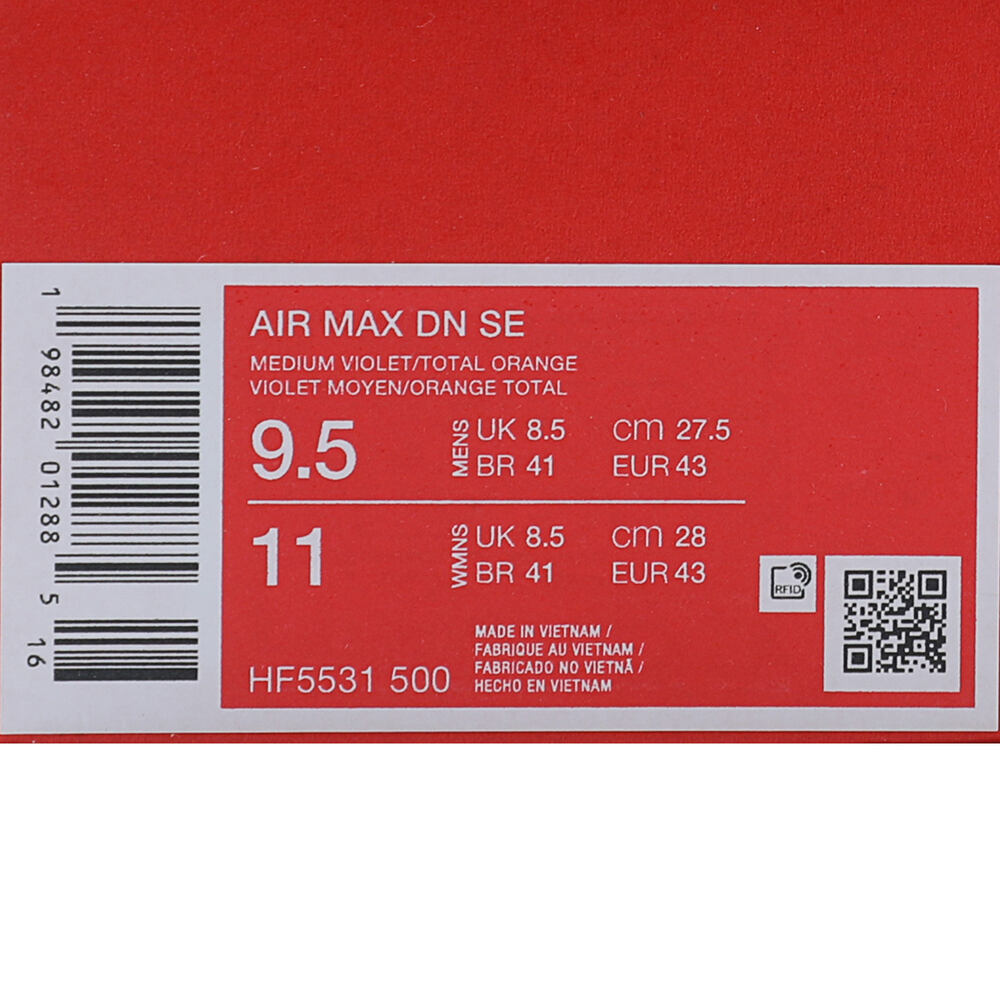 1 98482 01288 5 16
AIR MAX DN SE
MEDIUM VIOLET/TOTAL ORANGE
VIOLET MOYEN/ORANGE TOTAL
9.5 MENS UK 8.5 cm 27.5
BR 41 EUR 43
11 WMNS UK 8.5 cm 28
BR 41 EUR 43
RFID
MADE IN VIETNAM /
FABRIQUE AU VIETNAM /
FABRICADO NO VIETNÃ /
HECHO EN VIETNAM
HF5531 500